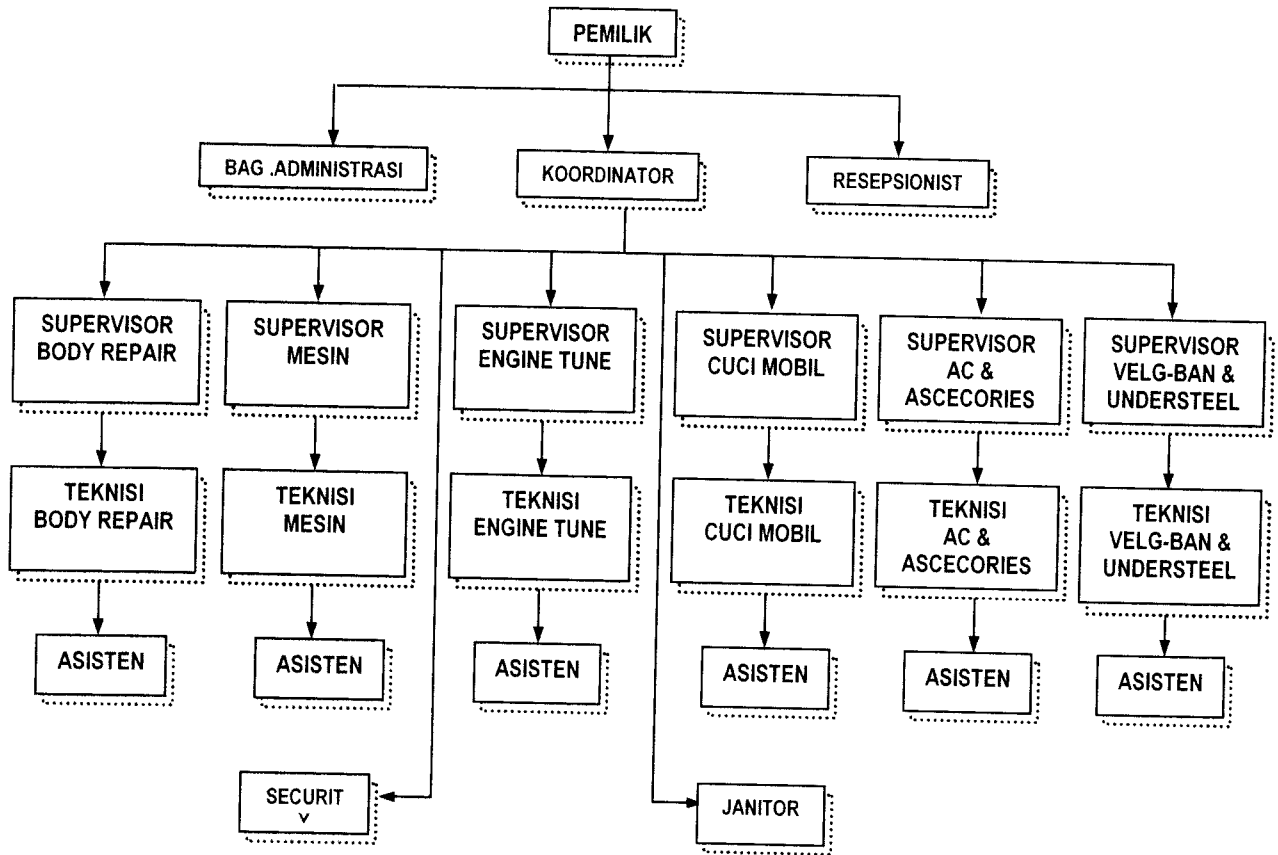 PEMILIK
BAG .ADMINISTRASI
KOORDINATOR
RESEPSIONIST
SUPERVISOR
BODY REPAIR
SUPERVISOR
MESIN
SUPERVISOR
ENGINE TUNE
SUPERVISOR
CUCI MOBIL
SUPERVISOR
AC &
ASCECORIES
SUPERVISOR
VELG-BAN &
UNDERSTEEL
TEKNISI
BODY REPAIR
TEKNISI
MESIN
TEKNISI
ENGINE TUNE
TEKNISI
CUCI MOBIL
TEKNISI
AC &
ASCECORIES
TEKNISI
VELG-BAN &
UNDERSTEEL
ASISTEN
ASISTEN
ASISTEN
ASISTEN
ASISTEN
ASISTEN
SECURIT
Y
JANITOR